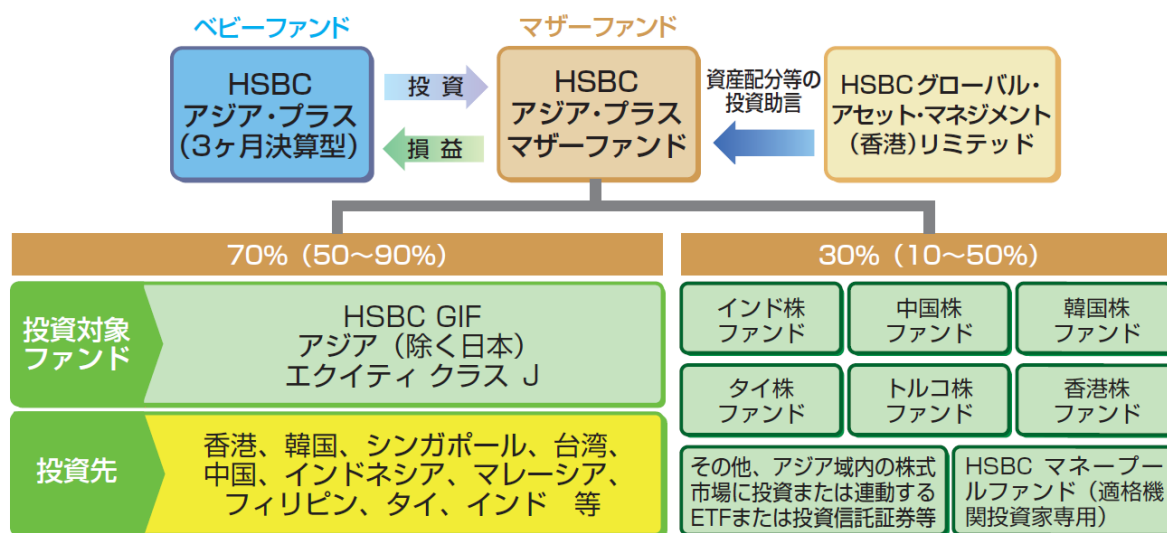 ベビーファンド
HSBC
アジア・プラス
(3ヶ月決算型)
投資
損益
マザーファンド
HSBC
アジア・プラス
マザーファンド
資産配分等の
投資助言
HSBCグローバル・
アセット・マネジメント
(香港)リミテッド
70%（50～90%）
投資対象
ファンド
HSBC GIF
アジア（除く日本）
エクイティ クラス J
投資先
香港、韓国、シンガポール、台湾、
中国、インドネシア、マレーシア、
フィリピン、タイ、インド 等
30%（10～50%）
インド株
ファンド
中国株
ファンド
韓国株
ファンド
タイ株
ファンド
トルコ株
ファンド
香港株
ファンド
その他、アジア域内の株式
市場に投資または連動する
ETFまたは投資信託証券等
HSBC マネープー
ルファンド（適格機
関投資家専用）